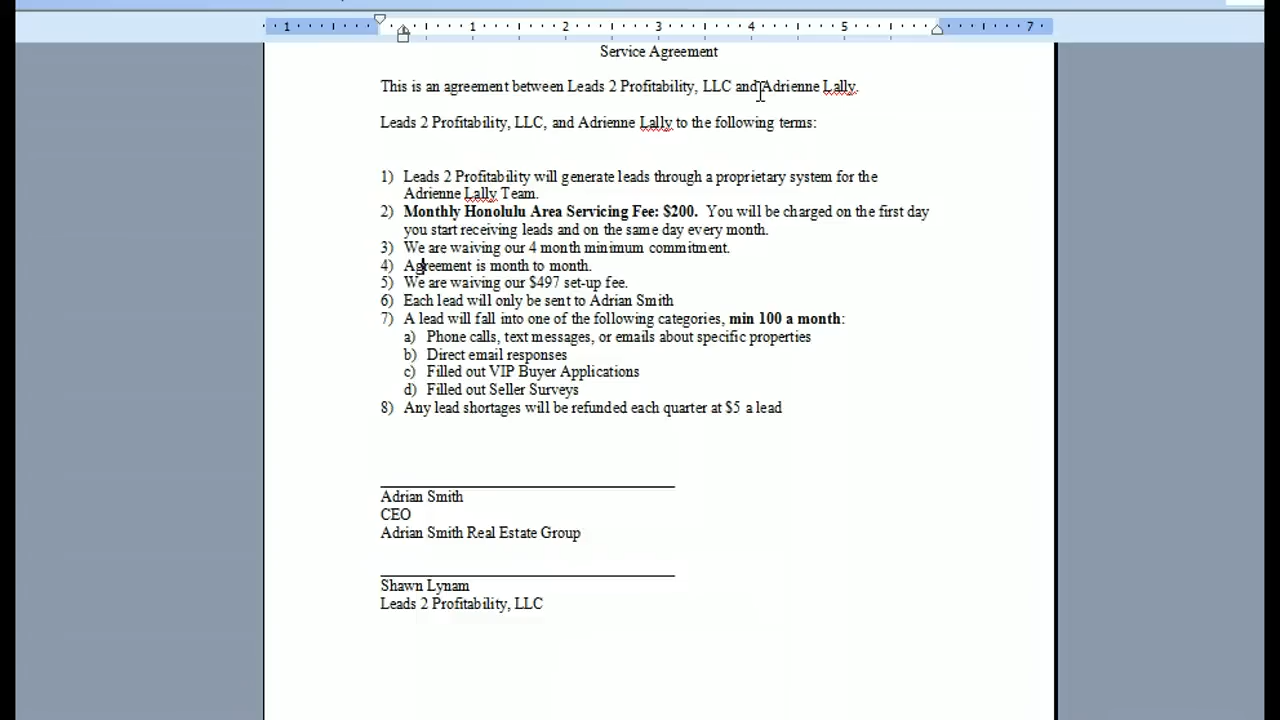 1 1 2 3 4 5 7
Service Agreement
This is an agreement between Leads 2 Profitability, LLC and Adrienne Lally.
Leads 2 Profitability, LLC, and Adrienne Lally to the following terms:
1) Leads 2 Profitability will generate leads through a proprietary system for the
Adrienne Lally Team.
2) Monthly Honolulu Area Servicing Fee: $200. You will be charged on the first day
you start receiving leads and on the same day every month.
3) We are waiving our 4 month minimum commitment.
4) Agreement is month to month.
5) We are waiving our $497 set-up fee.
6) Each lead will only be sent to Adrian Smith
7) A lead will fall into one of the following categories, min 100 a month:
a) Phone calls, text messages, or emails about specific properties
b) Direct email responses
c) Filled out VIP Buyer Applications
d) Filled out Seller Surveys
8) Any lead shortages will be refunded each quarter at $5 a lead
Adrian Smith
CEO
Adrian Smith Real Estate Group
Shawn Lynam
Leads 2 Profitability, LLC